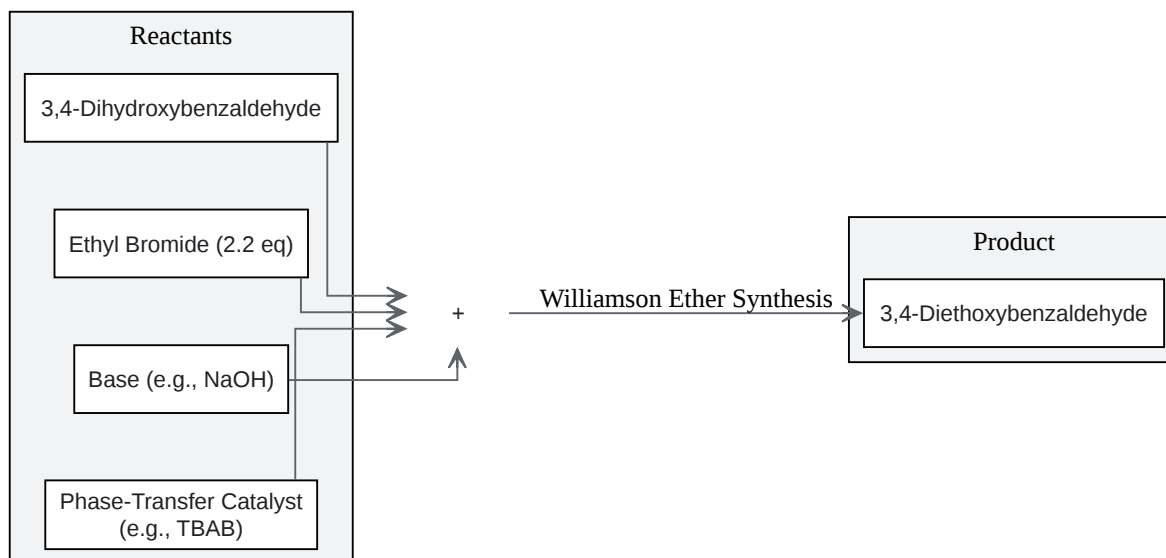 Reactants
3,4-Dihydroxybenzaldehyde
Ethyl Bromide (2.2 eq)
Base (e.g., NaOH)
Phase-Transfer Catalyst
(e.g., TBAB)
+
Williamson Ether Synthesis
Product
3,4-Diethoxybenzaldehyde